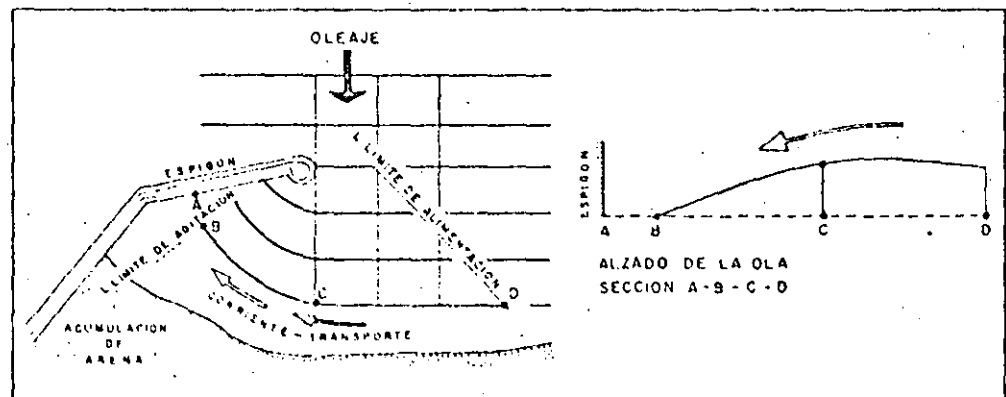 OLEAJE
ESPIGON
L. LIMITE DE ALIMENTACION
A
B
L. LIMITE DE AGITACION
C
D
CORRIENTE - TRANSPORTE
ACUMULACION
DE
ARENA
ESPIGON
A B C D
ALZADO DE LA OLA
SECCION A-B-C-D